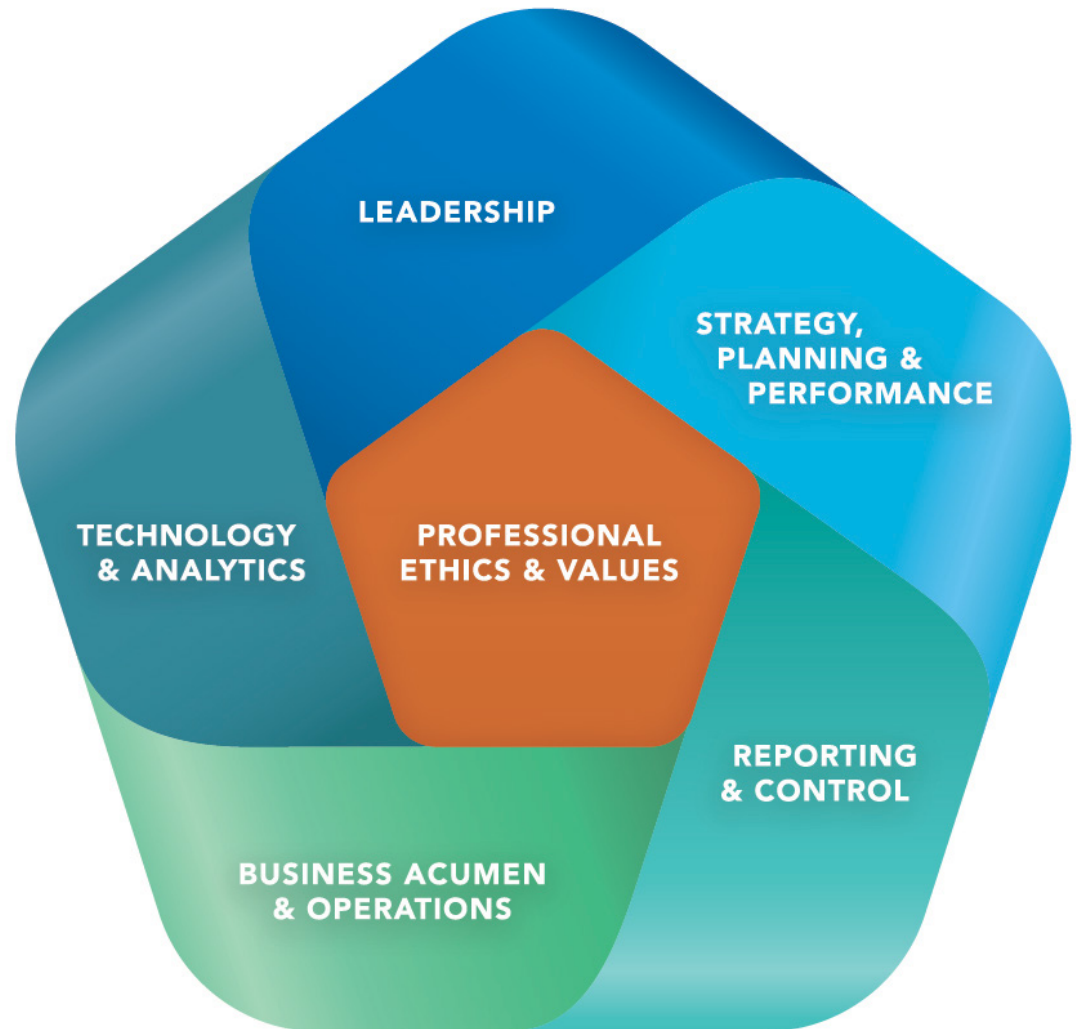 LEADERSHIP
STRATEGY,
PLANNING &
PERFORMANCE
TECHNOLOGY
& ANALYTICS
PROFESSIONAL
ETHICS & VALUES
REPORTING
& CONTROL
BUSINESS ACUMEN
& OPERATIONS